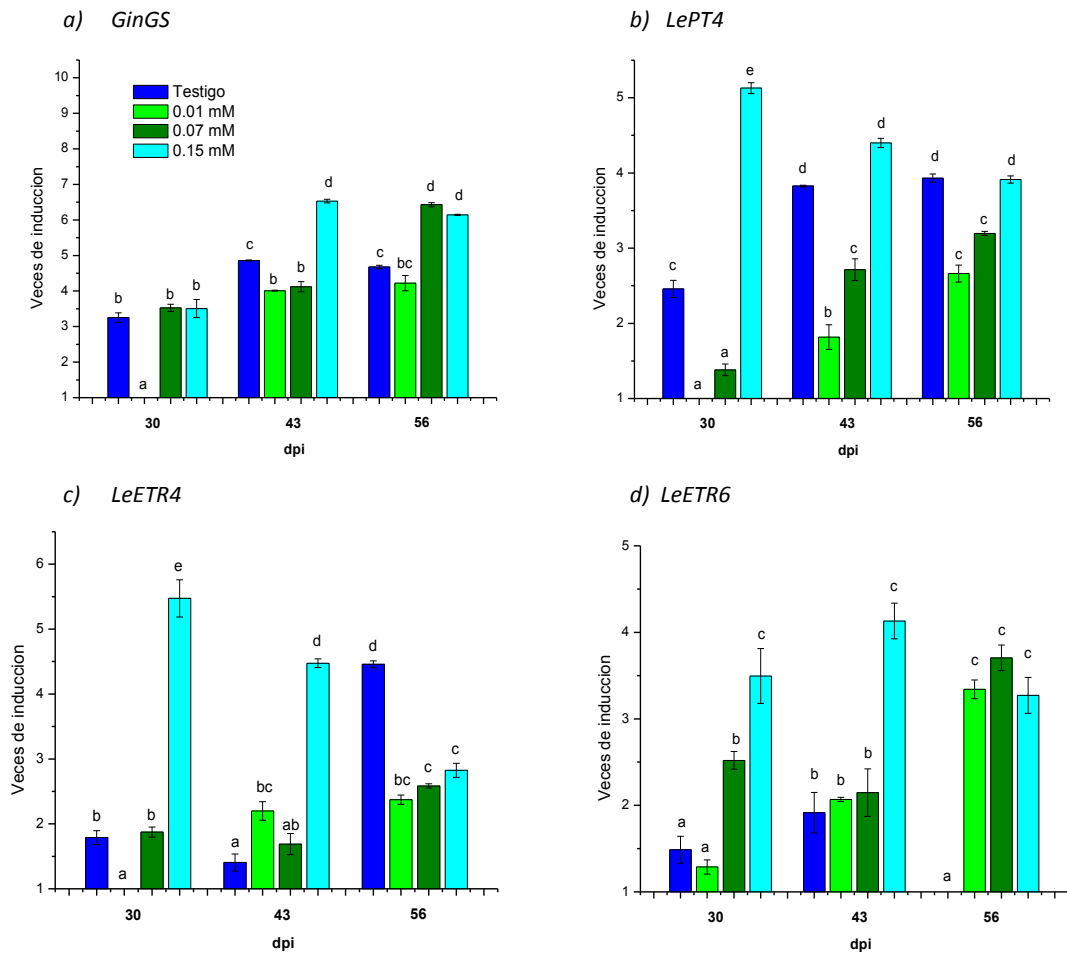 a) GinGS
Veces de induccion
10
9
8
7
6
5
4
3
2
1
Testigo
0.01 mM
0.07 mM
0.15 mM
b a b b
c b b d
c bc d d
30 43 56
dpi
b) LePT4
Veces de induccion
5
4
3
2
1
c a a e
d b c d
d c c d
30 43 56
dpi
c) LeETR4
Veces de induccion
6
5
4
3
2
1
b a b e
a bc ab d
d bc c c
30 43 56
dpi
d) LeETR6
Veces de induccion
5
4
3
2
1
a a b c
b b b c
a c c c
30 43 56
dpi